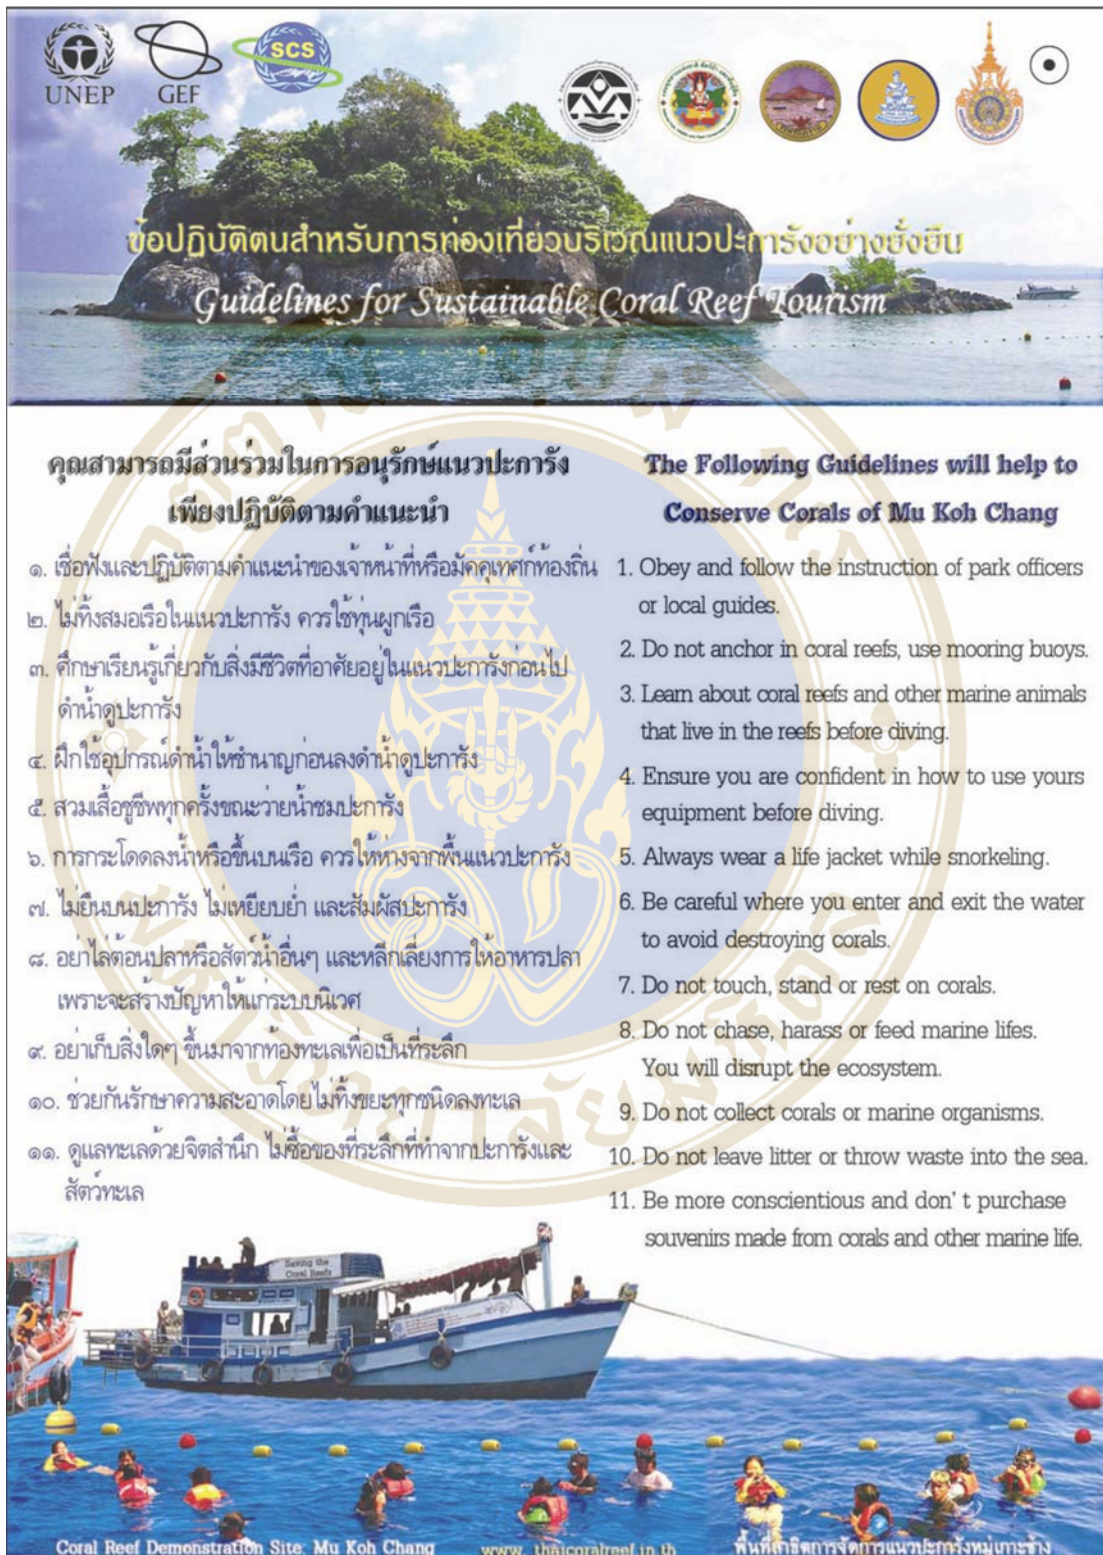 UNEP
GEF
SCS
ข้อปฏิบัติตนสำหรับการท่องเที่ยวบริเวณแนวปะการังอย่างยั่งยืน
Guidelines for Sustainable Coral Reef Tourism
คุณสามารถมีส่วนร่วมในการอนุรักษ์แนวปะการัง
เพียงปฏิบัติตามคำแนะนำ
๑. เชื่อฟังและปฏิบัติตามคำแนะนำของเจ้าหน้าที่หรือมัคคุเทศก์ท้องถิ่น
๒. ไม่ทิ้งสมอเรือในแนวปะการัง ควรใช้ทุ่นผูกเรือ
๓. ศึกษาเรียนรู้เกี่ยวกับสิ่งมีชีวิตที่อาศัยอยู่ในแนวปะการังก่อนไป
ดำน้ำดูปะการัง
๔. ฝึกใช้อุปกรณ์ดำน้ำให้ชำนาญก่อนลงดำน้ำดูปะการัง
๕. สวมเสื้อชูชีพทุกครั้งขณะว่ายน้ำชมปะการัง
๖. การกระโดดลงน้ำหรือขึ้นบนเรือ ควรให้ห่างจากพื้นแนวปะการัง
๗. ไม่ยืนบนปะการัง ไม่เหยียบย่ำ และสัมผัสปะการัง
๘. อย่าไล่ต้อนปลาหรือสัตว์น้ำอื่นๆ และหลีกเลี่ยงการให้อาหารปลา
เพราะจะสร้างปัญหาให้แก่ระบบนิเวศ
๙. อย่าเก็บสิ่งใดๆ ขึ้นมาจากท้องทะเลเพื่อเป็นที่ระลึก
๑๐. ช่วยกันรักษาความสะอาดโดยไม่ทิ้งขยะทุกชนิดลงทะเล
๑๑. ดูแลทะเลด้วยจิตสำนึก ไม่ซื้อของที่ระลึกที่ทำจากปะการังและ
สัตว์ทะเล
The Following Guidelines will help to
Conserve Corals of Mu Koh Chang
1. Obey and follow the instruction of park officers
or local guides.
2. Do not anchor in coral reefs, use mooring buoys.
3. Learn about coral reefs and other marine animals
that live in the reefs before diving.
4. Ensure you are confident in how to use yours
equipment before diving.
5. Always wear a life jacket while snorkeling.
6. Be careful where you enter and exit the water
to avoid destroying corals.
7. Do not touch, stand or rest on corals.
8. Do not chase, harass or feed marine lifes.
You will disrupt the ecosystem.
9. Do not collect corals or marine organisms.
10. Do not leave litter or throw waste into the sea.
11. Be more conscientious and don't purchase
souvenirs made from corals and other marine life.
Saving the
Coral Reefs
Coral Reef Demonstration Site: Mu Koh Chang
www. thaicoralreef.in.th
พื้นที่สาธิตการจัดการแนวปะการังหมู่เกาะช้าง